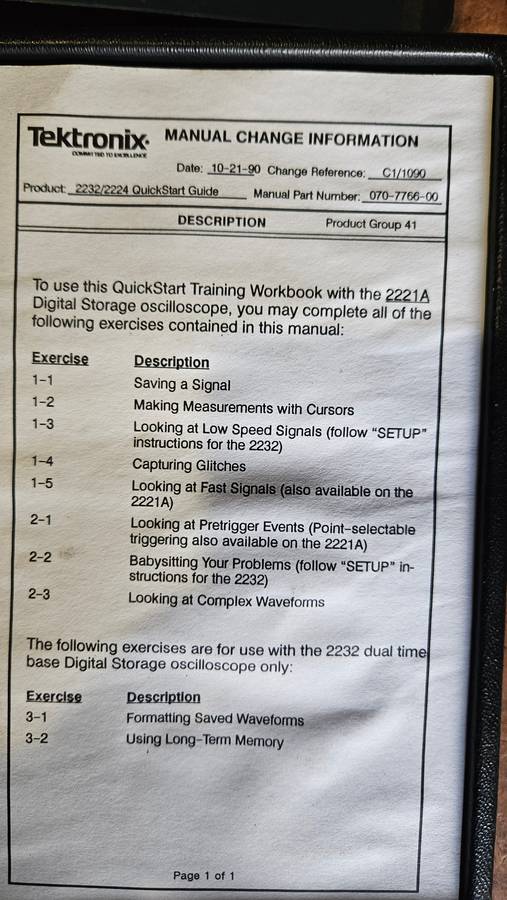 Tektronix
COMMITTED TO EXCELLENCE
MANUAL CHANGE INFORMATION
Date: 10-21-90 Change Reference: C1/1090
Product: 2232/2224 QuickStart Guide Manual Part Number: 070-7766-00
DESCRIPTION Product Group 41
To use this QuickStart Training Workbook with the 2221A
Digital Storage oscilloscope, you may complete all of the
following exercises contained in this manual:
Exercise Description
1-1 Saving a Signal
1-2 Making Measurements with Cursors
1-3 Looking at Low Speed Signals (follow “SETUP”
instructions for the 2232)
1-4 Capturing Glitches
1-5 Looking at Fast Signals (also available on the
2221A)
2-1 Looking at Pretrigger Events (Point-selectable
triggering also available on the 2221A)
2-2 Babysitting Your Problems (follow “SETUP” in-
structions for the 2232)
2-3 Looking at Complex Waveforms
The following exercises are for use with the 2232 dual time
base Digital Storage oscilloscope only:
Exercise Description
3-1 Formatting Saved Waveforms
3-2 Using Long-Term Memory
Page 1 of 1